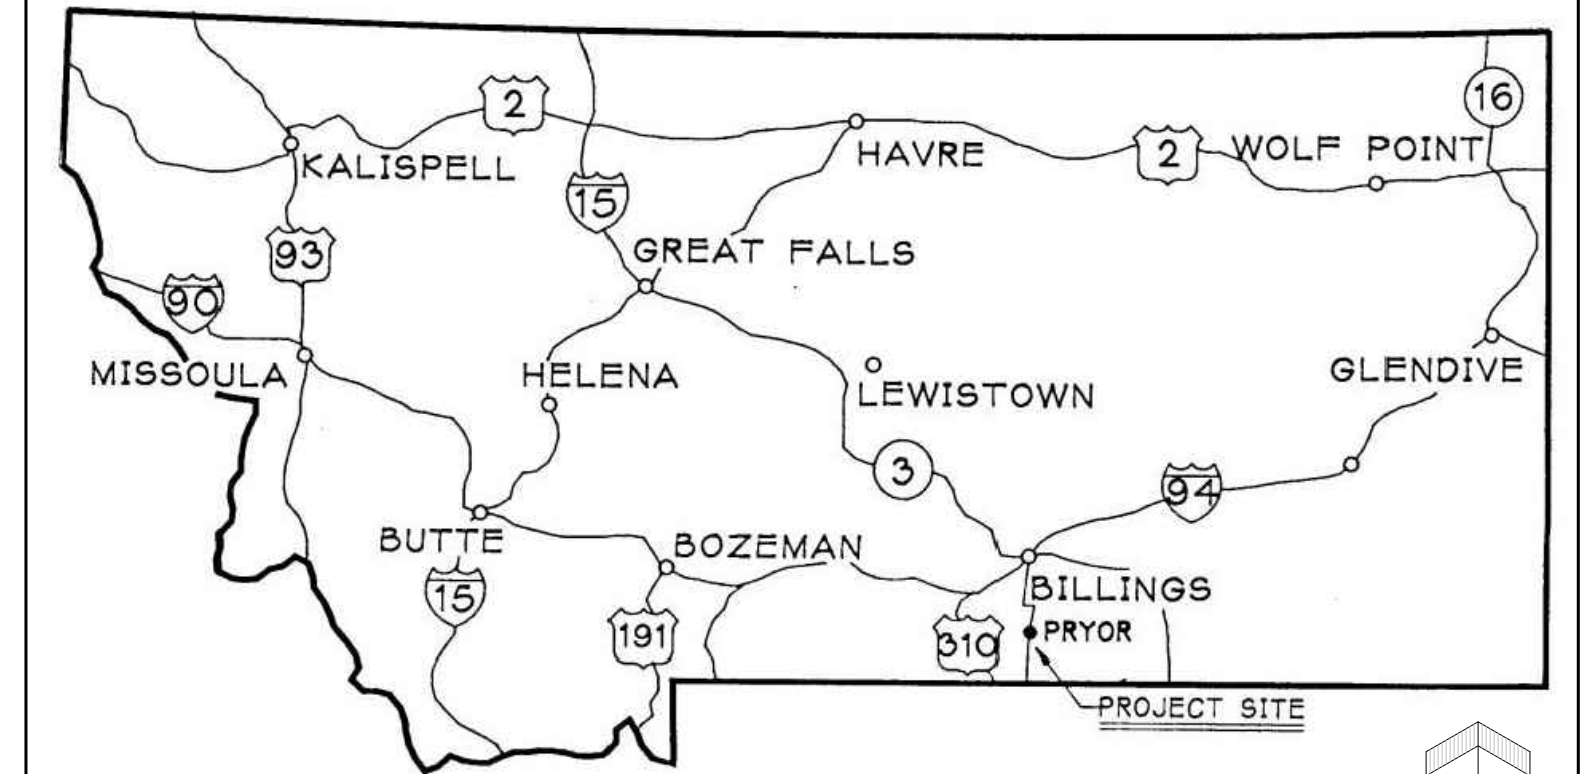 2
16
KALISPELL
HAVRE
2
WOLF POINT
15
93
GREAT FALLS
90
MISSOULA
HELENA
LEWISTOWN
GLENDIVE
3
94
BUTTE
BOZEMAN
15
BILLINGS
191
310
PRYOR
PROJECT SITE